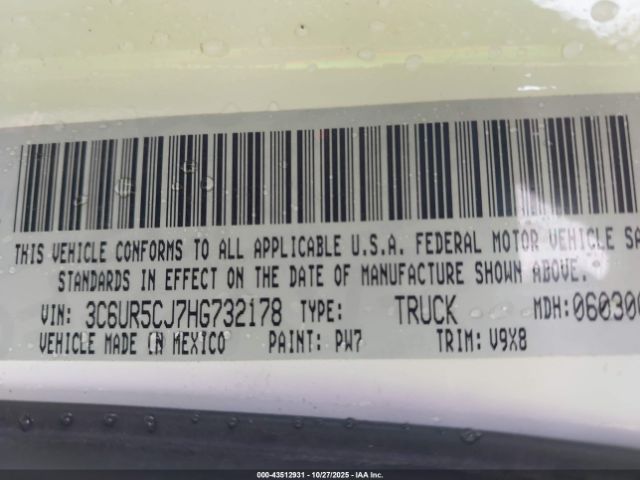 THIS VEHICLE CONFORMS TO ALL APPLICABLE U.S.A. FEDERAL MOTOR VEHICLE SA
STANDARDS IN EFFECT ON THE DATE OF MANUFACTURE SHOWN ABOVE.
VIN: 3C6UR5CJ7HG732178 TYPE: TRUCK MDH: 060300
VEHICLE MADE IN MEXICO PAINT: PW7 TRIM: V9X8
000-43512931 - 10/27/2025 - IAA Inc.